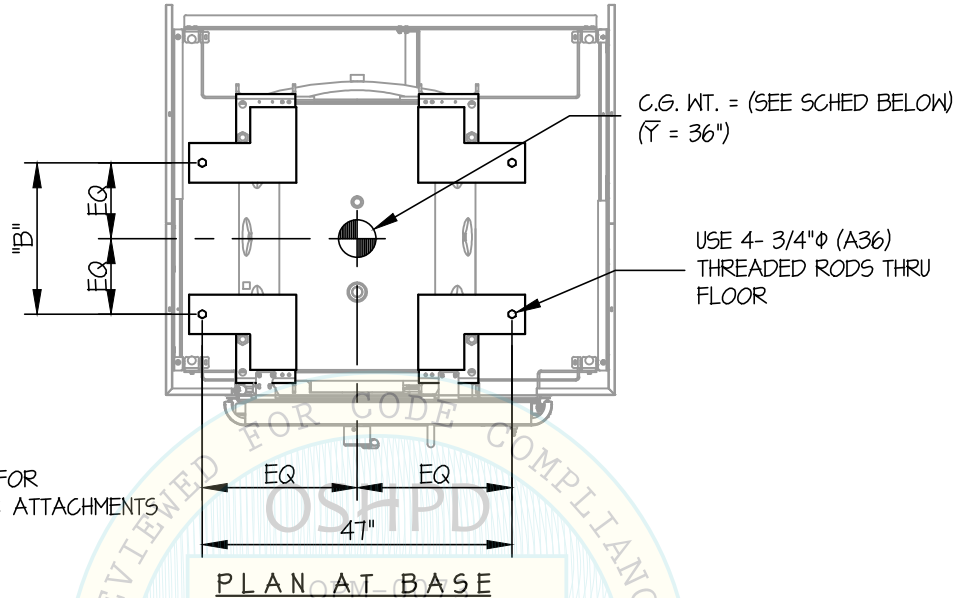 C.G. WT. = (SEE SCHED BELOW)
(Y̅ = 36")
EQ
"B"
EQ
USE 4- 3/4"Φ (A36)
THREADED RODS THRU
FLOOR
FOR
ATTACHMENTS
EQ
EQ
47"
REVIEWED FOR CODE COMPLIANC
OSHPD
PLAN AT BASE